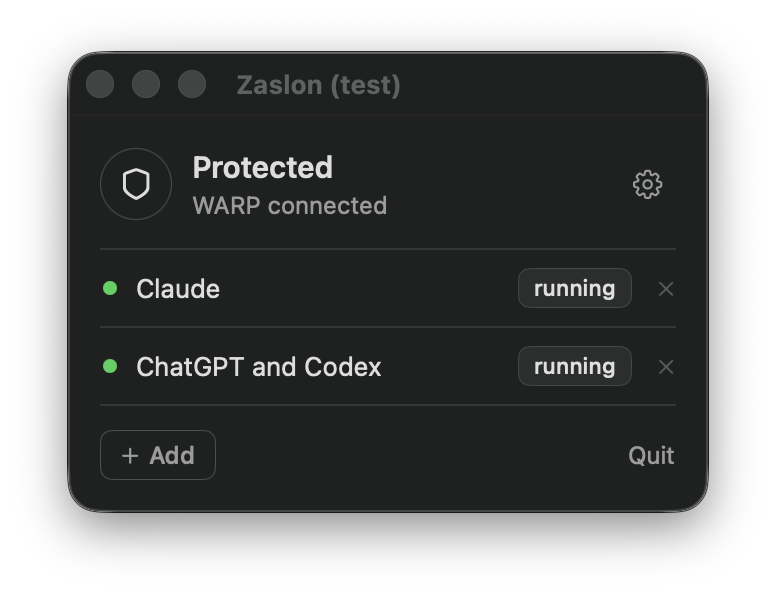 Zaslon (test)
Protected
WARP connected
Claude running
ChatGPT and Codex running
+ Add Quit